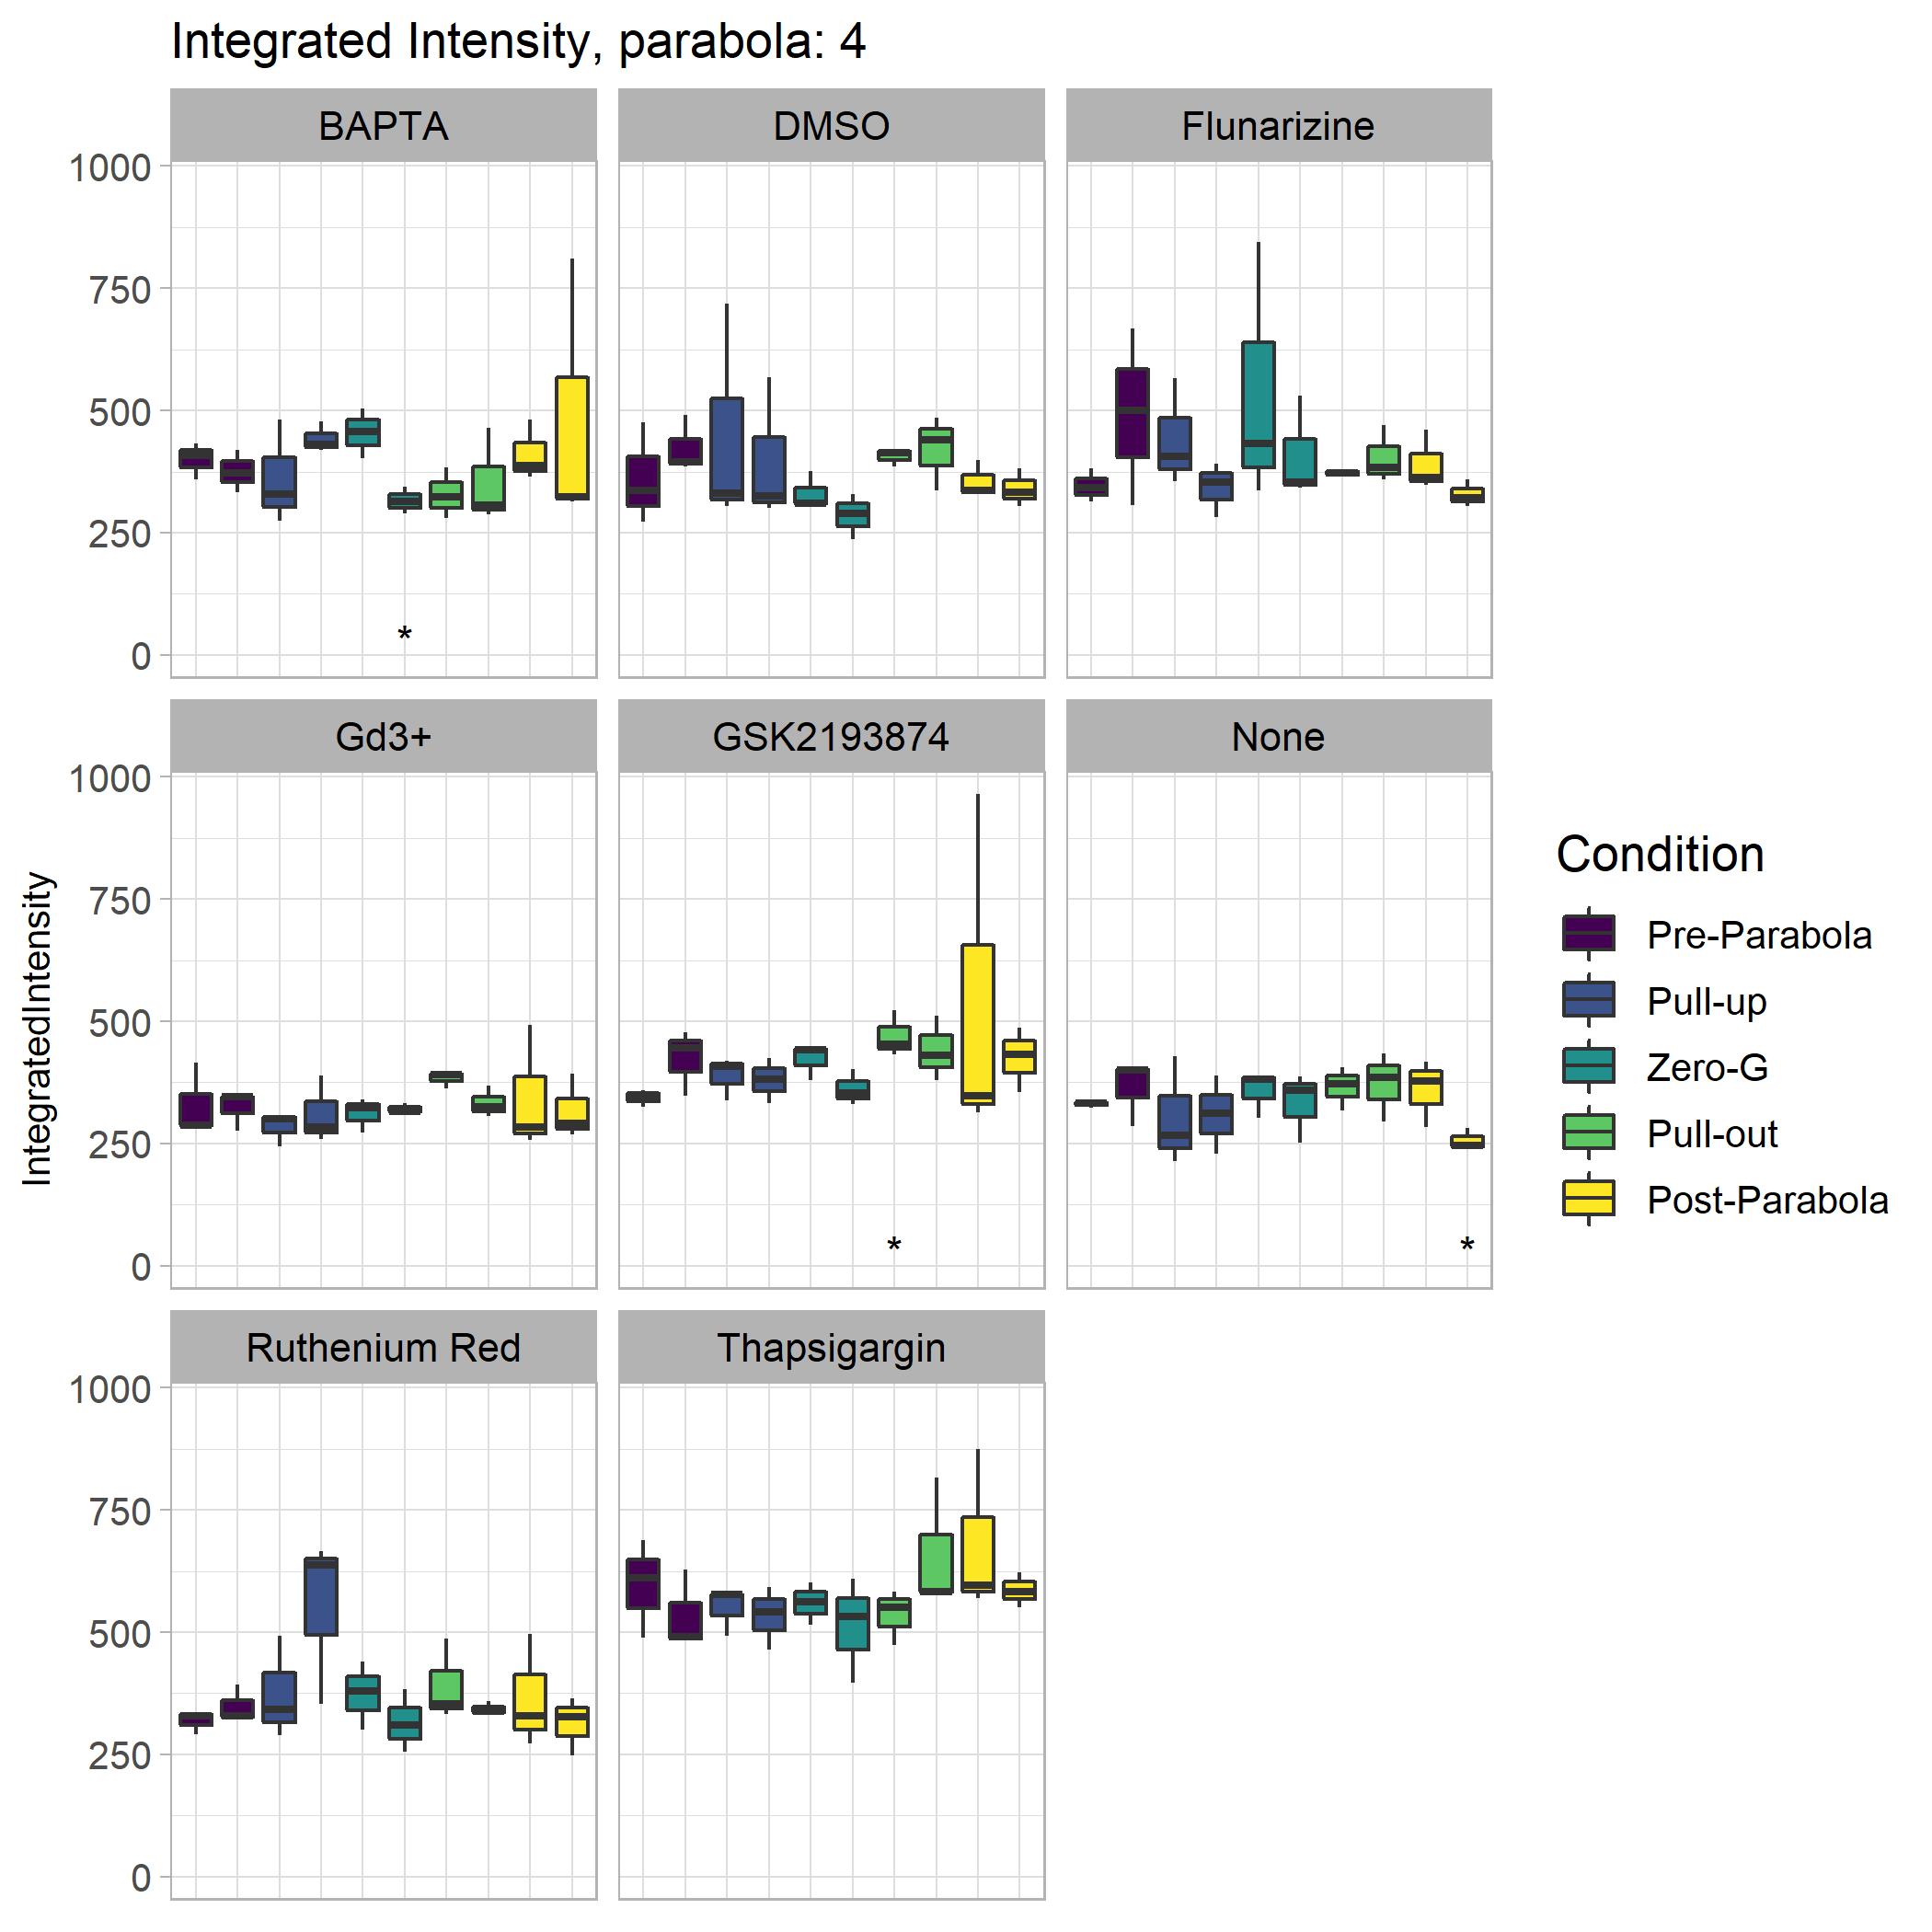 Integrated Intensity, parabola: 4
BAPTA
DMSO
Flunarizine
1000
750
500
250
0
*
Gd3+
GSK2193874
None
1000
750
500
250
0
*
*
IntegratedIntensity
Condition
Pre-Parabola
Pull-up
Zero-G
Pull-out
Post-Parabola
Ruthenium Red
Thapsigargin
1000
750
500
250
0